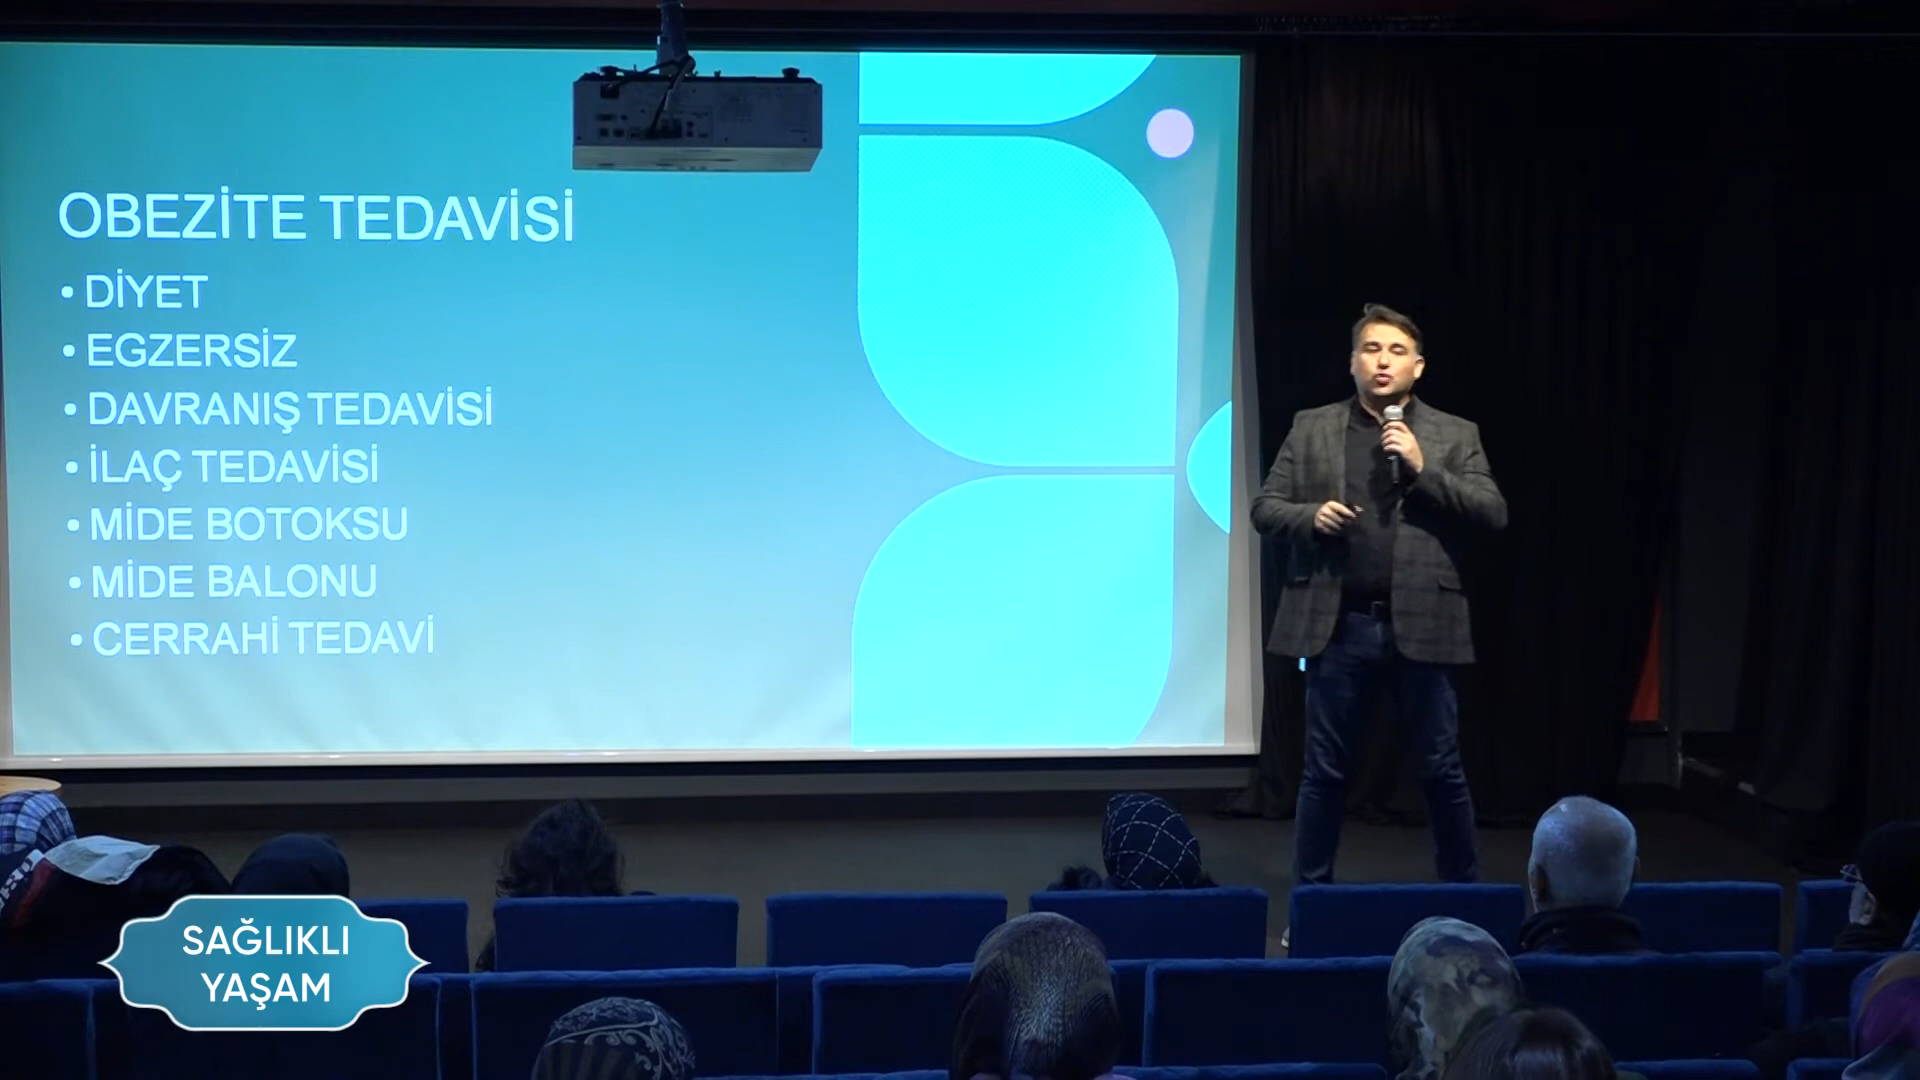 OBEZİTE TEDAVİSİ
• DİYET
• EGZERSİZ
• DAVRANIŞ TEDAVİSİ
• İLAÇ TEDAVİSİ
• MİDE BOTOKSU
• MİDE BALONU
• CERRAHİ TEDAVİ
SAĞLIKLI
YAŞAM